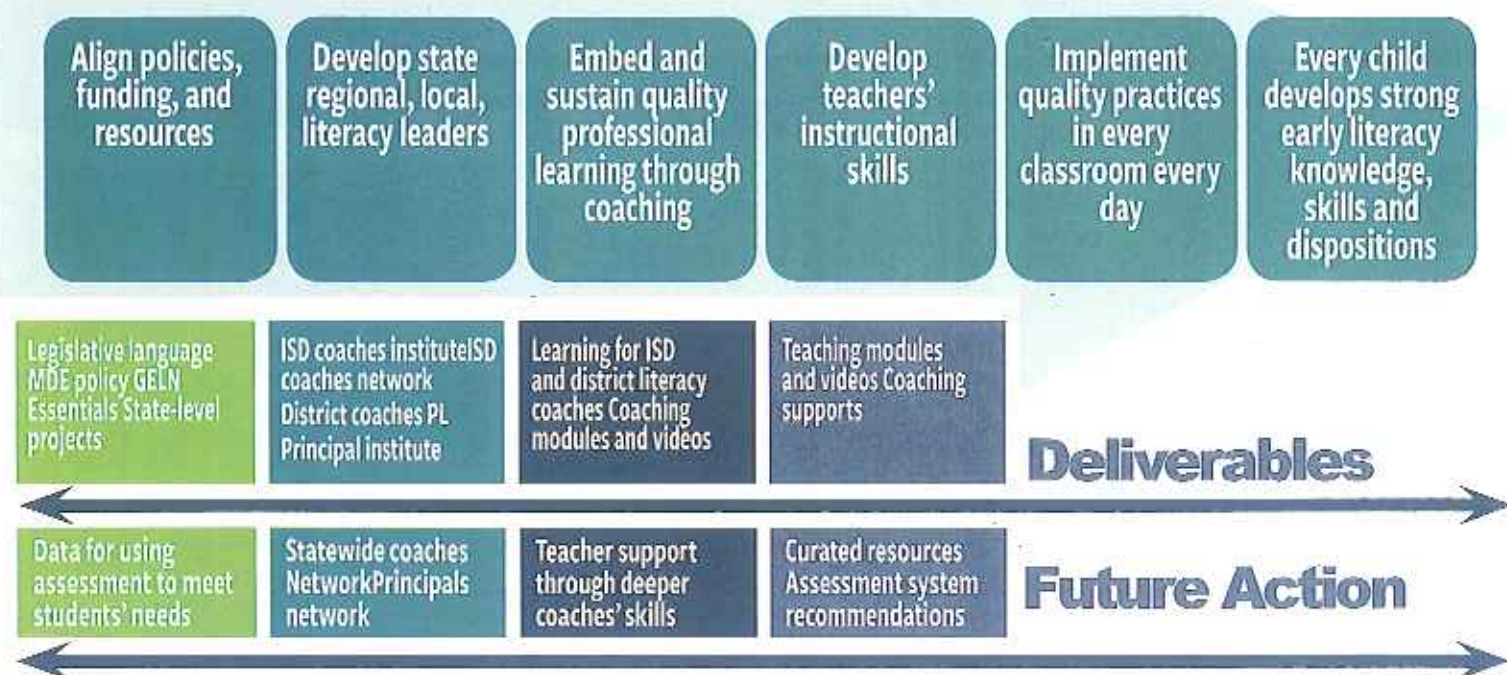 Align policies,
funding, and
resources
Develop state
regional, local,
literacy leaders
Embed and
sustain quality
professional
learning through
coaching
Develop
teachers'
instructional
skills
Implement
quality practices
in every
classroom every
day
Every child
develops strong
early literacy
knowledge,
skills and
dispositions
Legislative language
MDE policy GELN
Essentials State-level
projects
ISD coaches instituteISD
coaches network
District coaches PL
Principal institute
Learning for ISD
and district literacy
coaches Coaching
modules and videos
Teaching modules
and videos Coaching
supports
Deliverables
Data for using
assessment to meet
students' needs
Statewide coaches
NetworkPrincipals
network
Teacher support
through deeper
coaches' skills
Curated resources
Assessment system
recommendations
Future Action